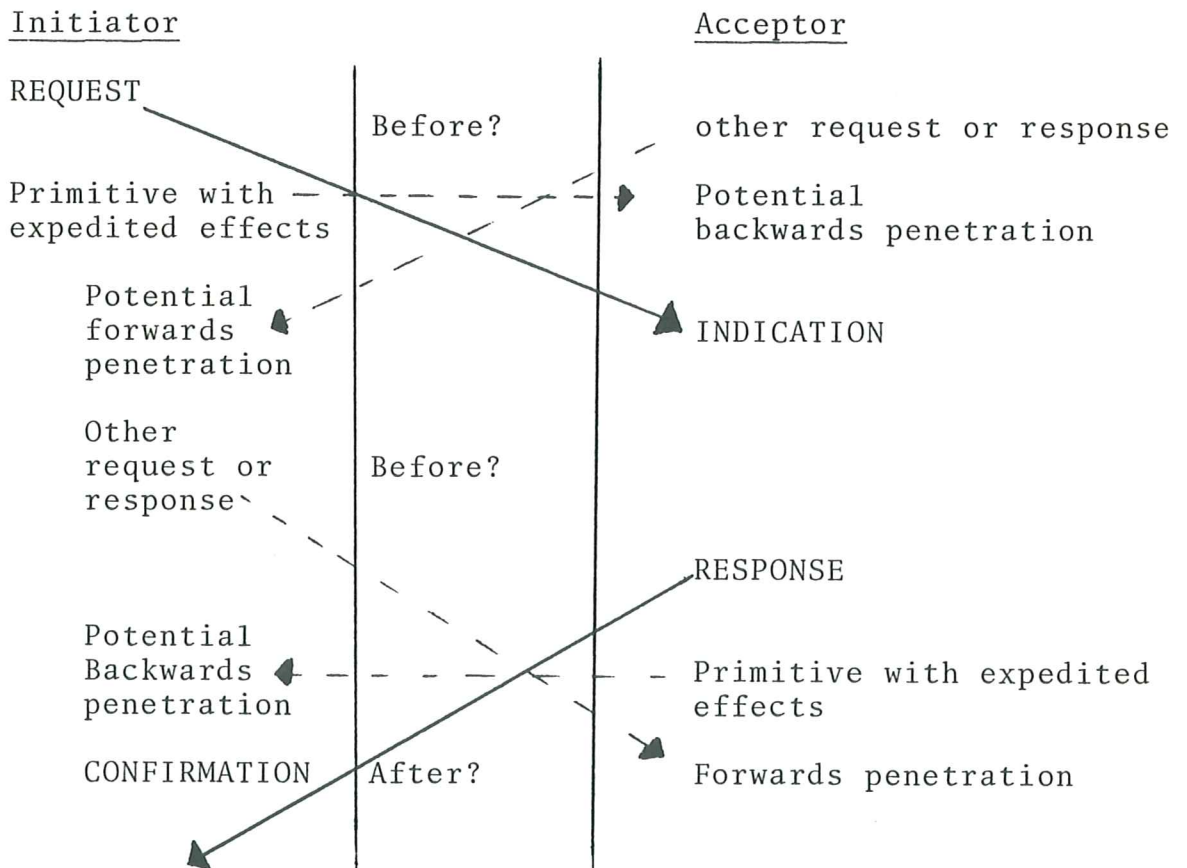 Initiator
Acceptor
REQUEST
Before?
other request or response
Primitive with
expedited effects
Potential
backwards penetration
Potential
forwards
penetration
INDICATION
Other
request or
response
Before?
RESPONSE
Potential
Backwards
penetration
Primitive with expedited
effects
CONFIRMATION
After?
Forwards penetration